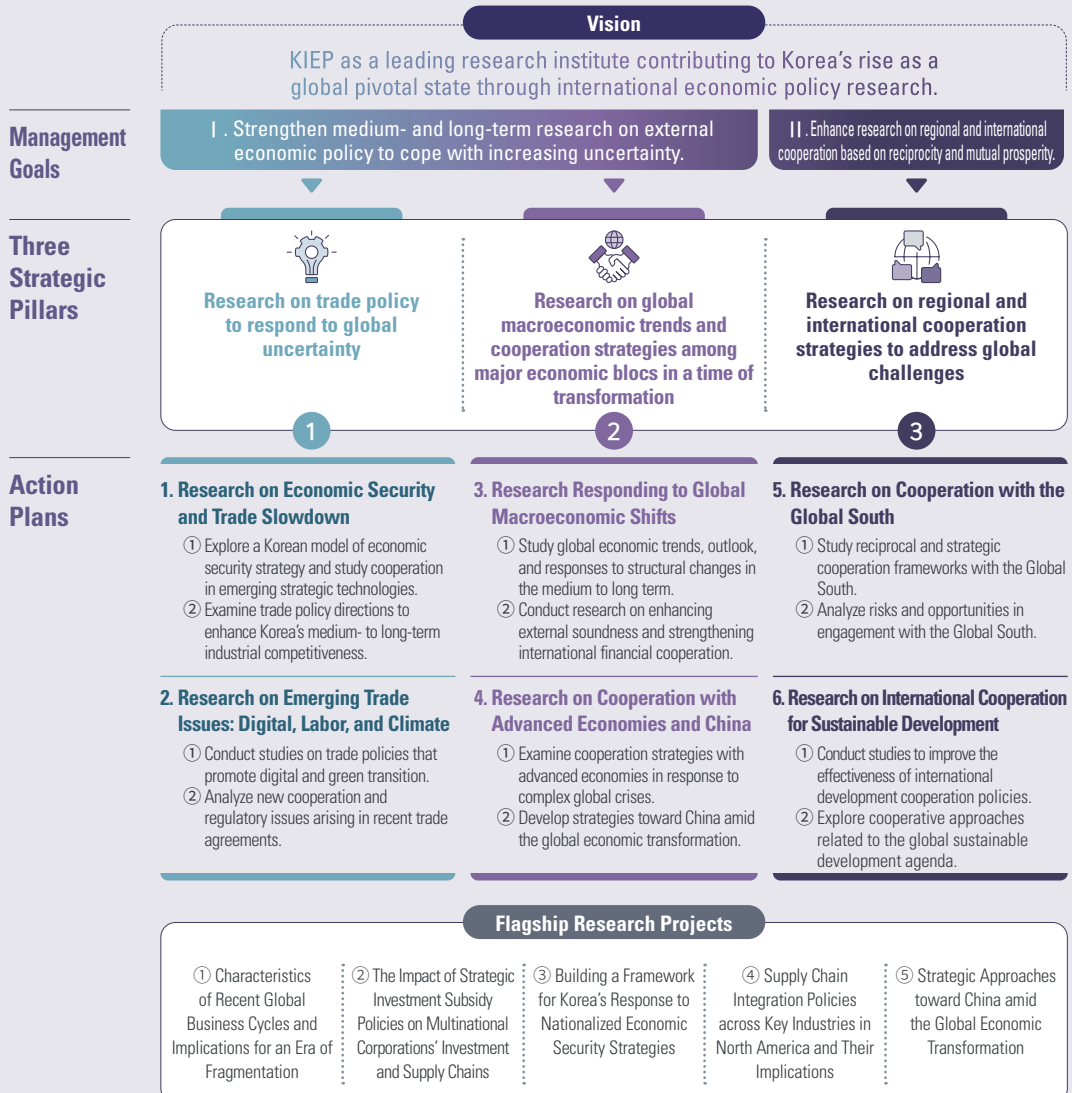 Vision
KIEP as a leading research institute contributing to Korea's rise as a
global pivotal state through international economic policy research.
Management
Goals
Ⅰ. Strengthen medium- and long-term research on external
economic policy to cope with increasing uncertainty.
Ⅱ. Enhance research on regional and international
cooperation based on reciprocity and mutual prosperity.
Three
Strategic
Pillars
Research on trade policy
to respond to global
uncertainty
1
Research on global
macroeconomic trends and
cooperation strategies among
major economic blocs in a time of
transformation
2
Research on regional and
international cooperation
strategies to address global
challenges
3
Action
Plans
1. Research on Economic Security
and Trade Slowdown
① Explore a Korean model of economic
security strategy and study cooperation
in emerging strategic technologies.
② Examine trade policy directions to
enhance Korea's medium- to long-term
industrial competitiveness.
2. Research on Emerging Trade
Issues: Digital, Labor, and Climate
① Conduct studies on trade policies that
promote digital and green transition.
② Analyze new cooperation and
regulatory issues arising in recent trade
agreements.
3. Research Responding to Global
Macroeconomic Shifts
① Study global economic trends, outlook,
and responses to structural changes in
the medium to long term.
② Conduct research on enhancing
external soundness and strengthening
international financial cooperation.
4. Research on Cooperation with
Advanced Economies and China
① Examine cooperation strategies with
advanced economies in response to
complex global crises.
② Develop strategies toward China amid
the global economic transformation.
5. Research on Cooperation with the
Global South
① Study reciprocal and strategic
cooperation frameworks with the Global
South.
② Analyze risks and opportunities in
engagement with the Global South.
6. Research on International Cooperation
for Sustainable Development
① Conduct studies to improve the
effectiveness of international
development cooperation policies.
② Explore cooperative approaches
related to the global sustainable
development agenda.
Flagship Research Projects
① Characteristics
of Recent Global
Business Cycles and
Implications for an Era of
Fragmentation
② The Impact of Strategic
Investment Subsidy
Policies on Multinational
Corporations' Investment
and Supply Chains
③ Building a Framework
for Korea's Response to
Nationalized Economic
Security Strategies
④ Supply Chain
Integration Policies
across Key Industries in
North America and Their
Implications
⑤ Strategic Approaches
toward China amid
the Global Economic
Transformation